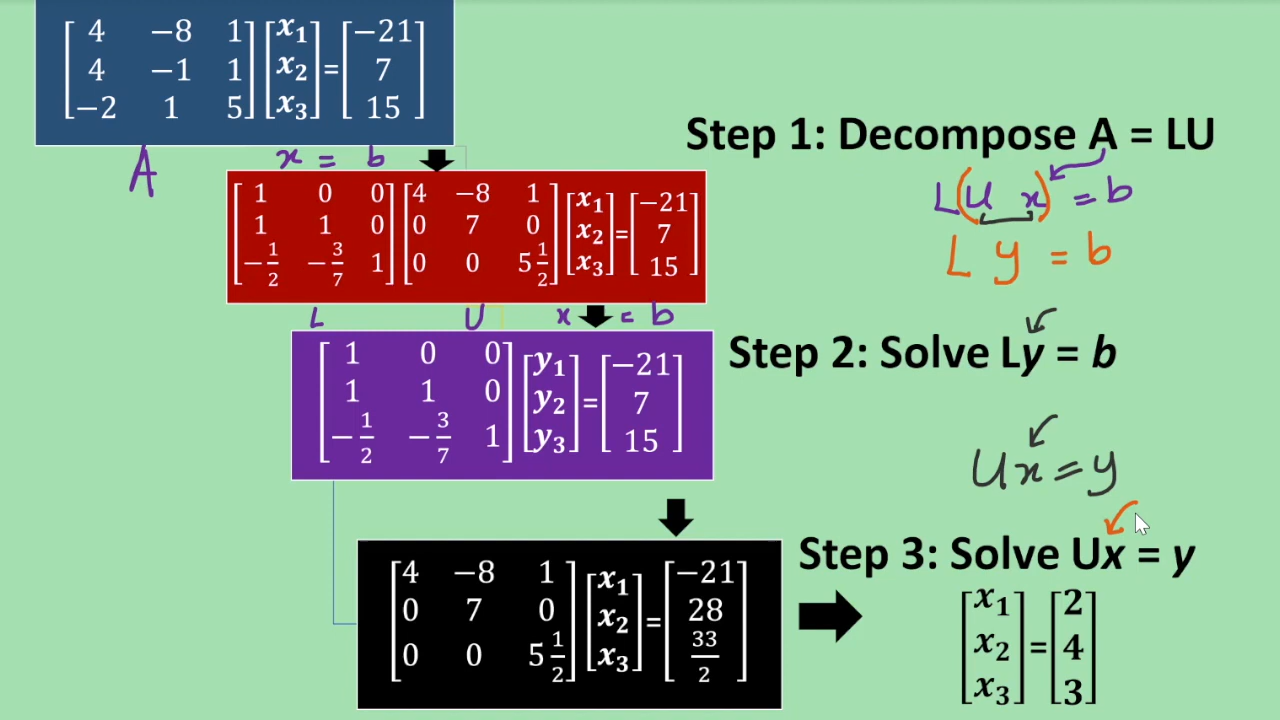 [4 −8 1] [x1] = [−21]
[4 −1 1] [x2] = [7]
[−2 1 5] [x3] = [15]
A x = b
Step 1: Decompose A = LU
L(U x) = b
L y = b
[1 0 0] [4 −8 1] [x1] = [−21]
[1 1 0] [0 7 0] [x2] = [7]
[−1/2 −3/7 1] [0 0 5 1/2] [x3] = [15]
L U x = b
Step 2: Solve Ly = b
[1 0 0] [y1] = [−21]
[1 1 0] [y2] = [7]
[−1/2 −3/7 1] [y3] = [15]
Ux = y
Step 3: Solve Ux = y
[4 −8 1] [x1] = [−21]
[0 7 0] [x2] = [28]
[0 0 5 1/2] [x3] = [33/2]
[x1] = [2]
[x2] = [4]
[x3] = [3]